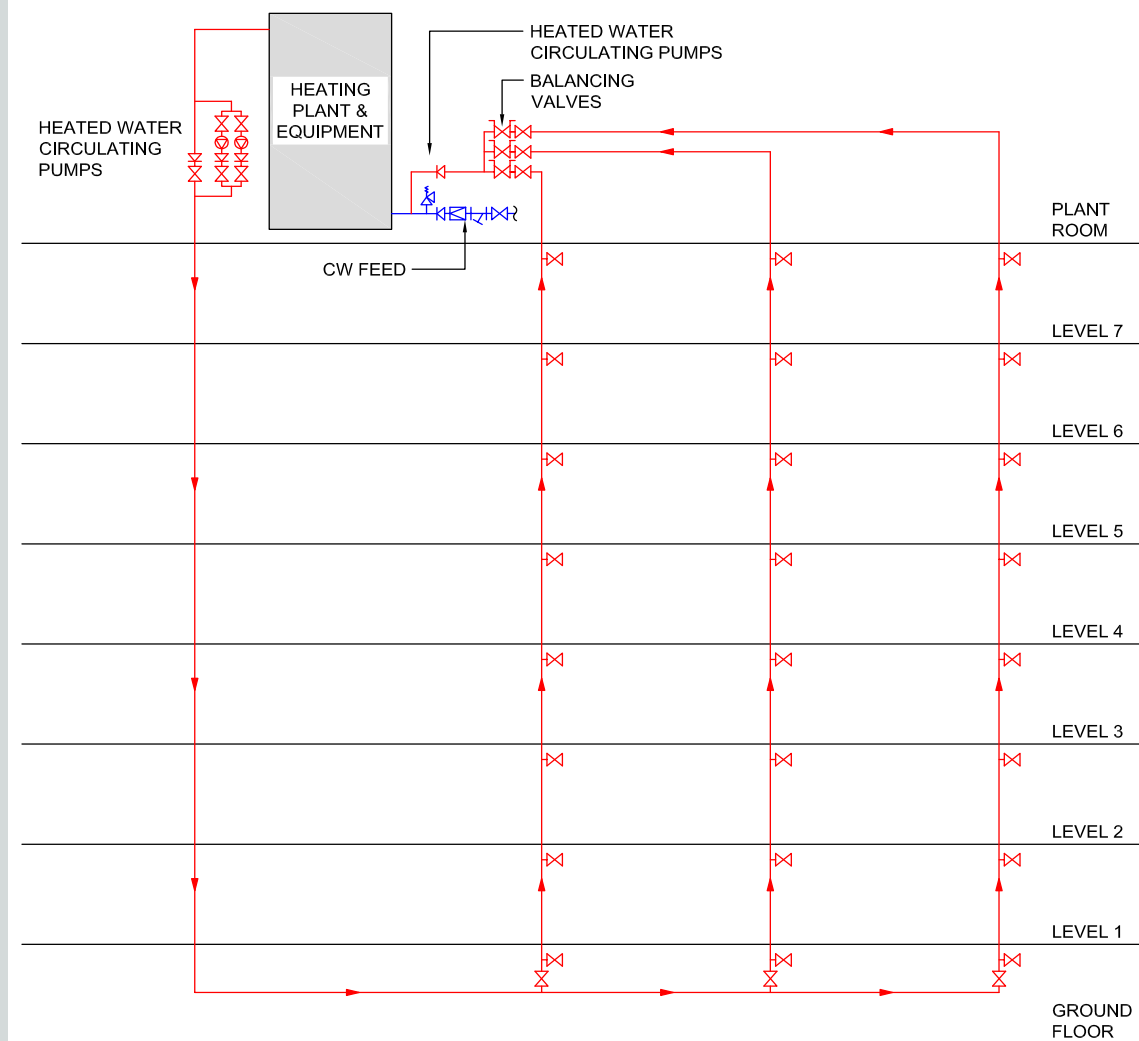 HEATED WATER
CIRCULATING PUMPS
BALANCING
VALVES
HEATING
PLANT &
EQUIPMENT
HEATED WATER
CIRCULATING
PUMPS
PLANT
ROOM
CW FEED
LEVEL 7
LEVEL 6
LEVEL 5
LEVEL 4
LEVEL 3
LEVEL 2
LEVEL 1
GROUND
FLOOR